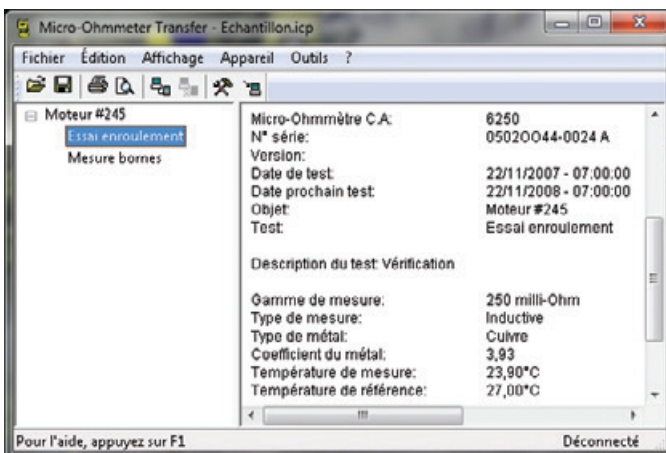 Micro-Ohmmeter Transfer - Echantillon.icp
Fichier Édition Affichage Appareil Outils ?
Moteur #245
Essai enroulement
Mesure bornes
Micro-Ohmmètre C.A: 6250
N° série: 05020044-0024 A
Version:
Date de test: 22/11/2007 - 07:00:00
Date prochain test: 22/11/2008 - 07:00:00
Objet: Moteur #245
Test: Essai enroulement
Description du test: Vérification
Gamme de mesure: 250 milli-Ohm
Type de mesure: Inductive
Type de métal: Cuivre
Coefficient du métal: 3,93
Température de mesure: 23,90°C
Température de référence: 27,00°C
Pour l'aide, appuyez sur F1
Déconnecté